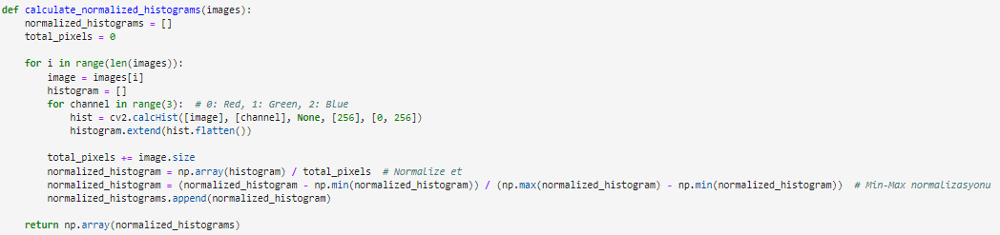 def calculate_normalized_histograms(images):
    normalized_histograms = []
    total_pixels = 0

    for i in range(len(images)):
        image = images[i]
        histogram = []
        for channel in range(3):  # 0: Red, 1: Green, 2: Blue
            hist = cv2.calcHist([image], [channel], None, [256], [0, 256])
            histogram.extend(hist.flatten())

        total_pixels += image.size
        normalized_histogram = np.array(histogram) / total_pixels  # Normalize et
        normalized_histogram = (normalized_histogram - np.min(normalized_histogram)) / (np.max(normalized_histogram) - np.min(normalized_histogram))  # Min-Max normalizasyonu
        normalized_histograms.append(normalized_histogram)

    return np.array(normalized_histograms)